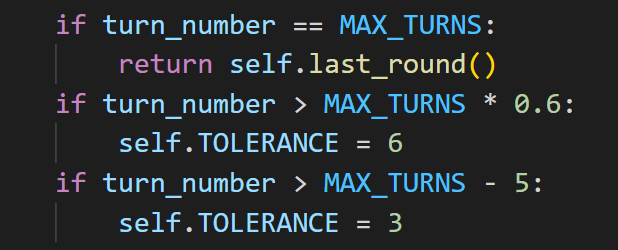 if turn_number == MAX_TURNS:
    return self.last_round()
if turn_number > MAX_TURNS * 0.6:
    self.TOLERANCE = 6
if turn_number > MAX_TURNS - 5:
    self.TOLERANCE = 3